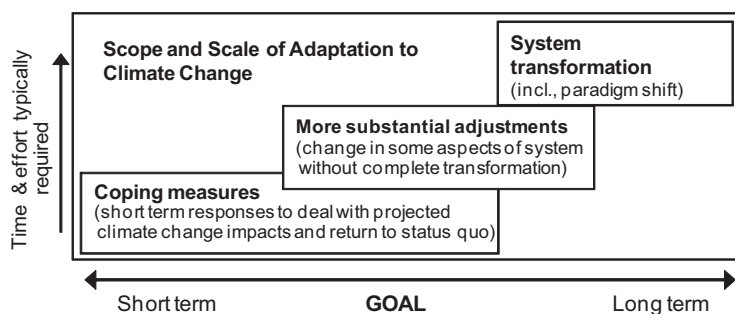 Scope and Scale of Adaptation to
Climate Change
System
transformation
(incl., paradigm shift)
More substantial adjustments
(change in some aspects of system
without complete transformation)
Coping measures
(short term responses to deal with projected
climate change impacts and return to status quo)
Time & effort typically
required
Short term
GOAL
Long term